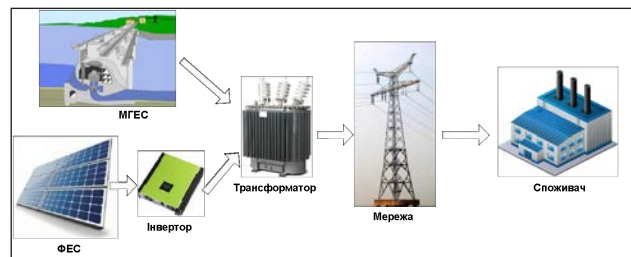 МГЕС
Трансформатор
Споживач
Мережа
Інвертор
ФЕС